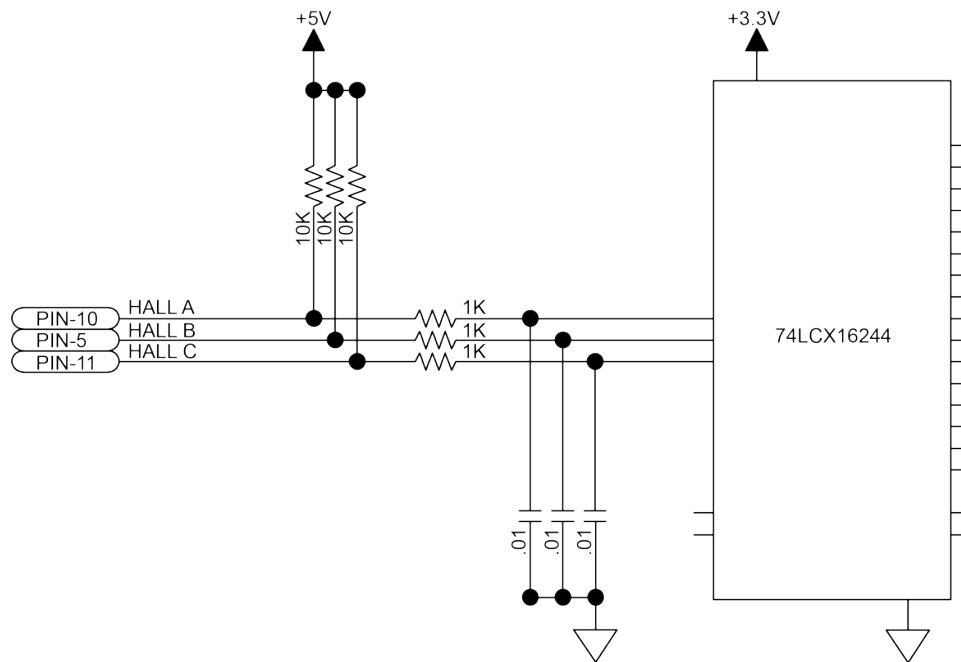 +5V
+3.3V
10K
10K
10K
HALL A
1K
PIN-10
HALL B
1K
PIN-5
HALL C
1K
PIN-11
74LCX16244
.01
.01
.01